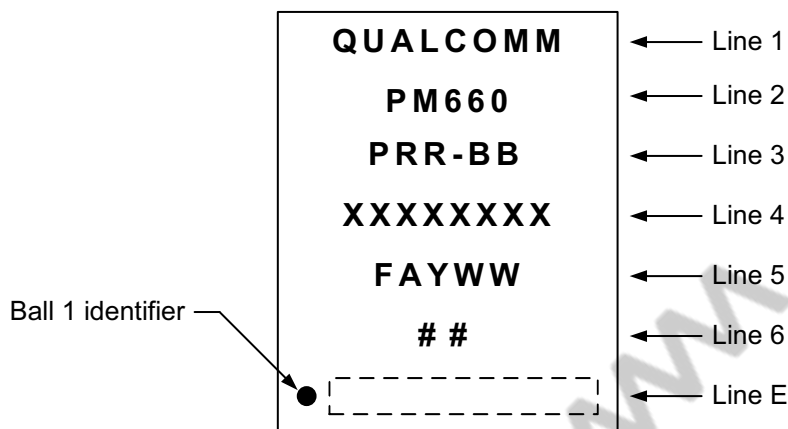 QUALCOMM Line 1
PM660 Line 2
PRR-BB Line 3
XXXXXXXX Line 4
FAYWW Line 5
Ball 1 identifier
## Line 6
Line E